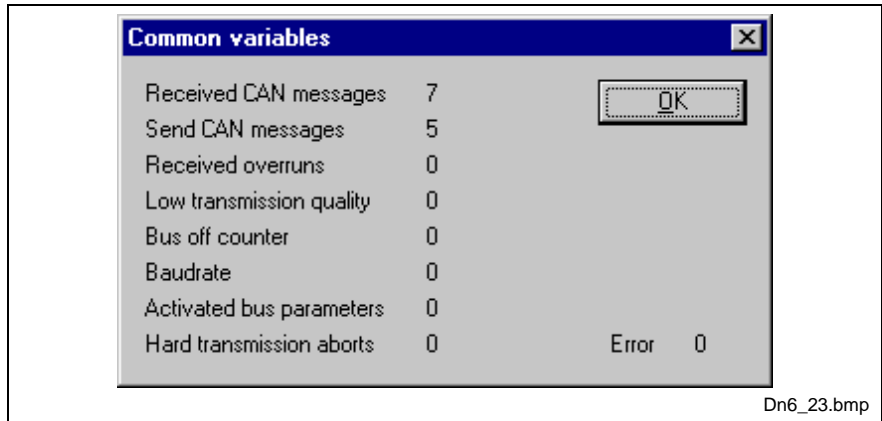 Common variables
Received CAN messages 7
OK
Send CAN messages 5
Received overruns 0
Low transmission quality 0
Bus off counter 0
Baudrate 0
Activated bus parameters 0
Hard transmission aborts 0 Error 0
Dn6_23.bmp